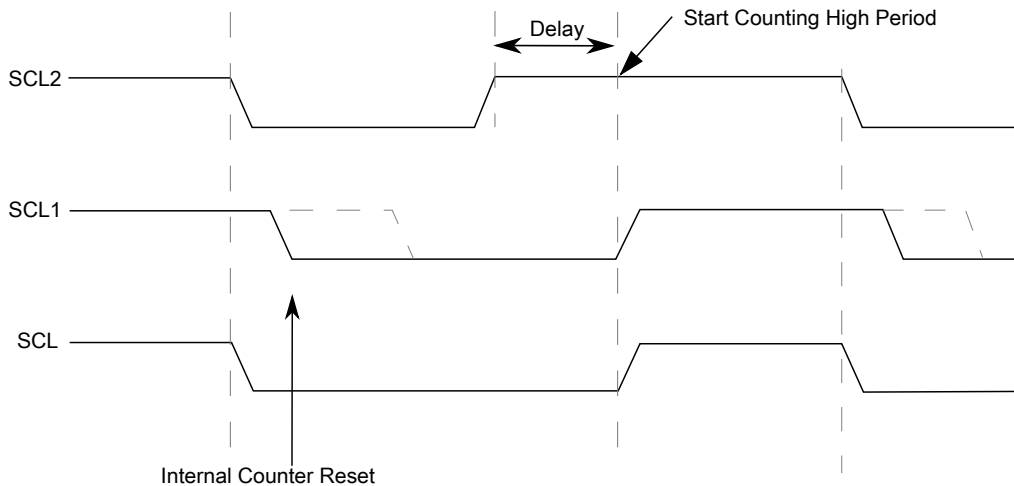 Delay
Start Counting High Period
SCL2
SCL1
SCL
Internal Counter Reset